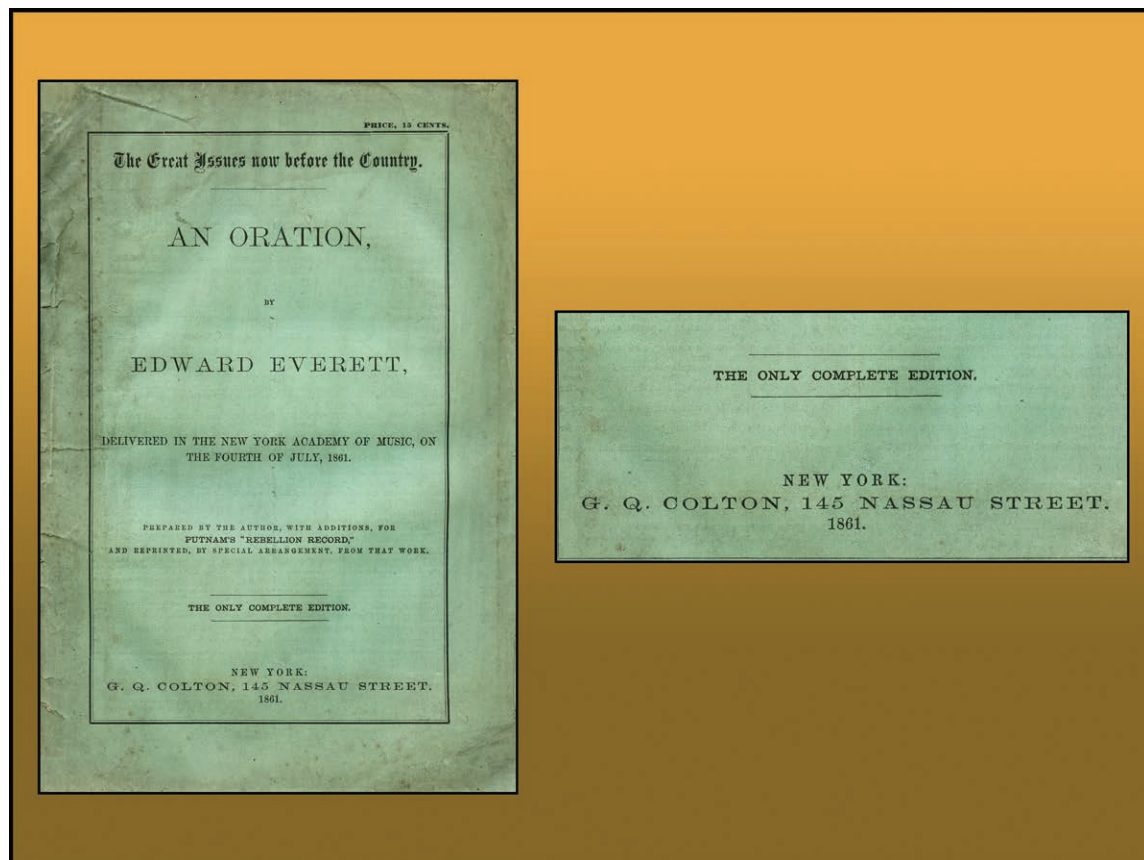 PRICE, 15 CENTS.
The Great Issues now before the Country.
AN ORATION,
BY
EDWARD EVERETT,
DELIVERED IN THE NEW YORK ACADEMY OF MUSIC, ON
THE FOURTH OF JULY, 1861.
PREPARED BY THE AUTHOR, WITH ADDITIONS, FOR
PUTNAM'S "REBELLION RECORD,"
AND REPRINTED, BY SPECIAL ARRANGEMENT, FROM THAT WORK.
THE ONLY COMPLETE EDITION.
NEW YORK:
G. Q. COLTON, 145 NASSAU STREET.
1861.
THE ONLY COMPLETE EDITION.
NEW YORK:
G. Q. COLTON, 145 NASSAU STREET.
1861.